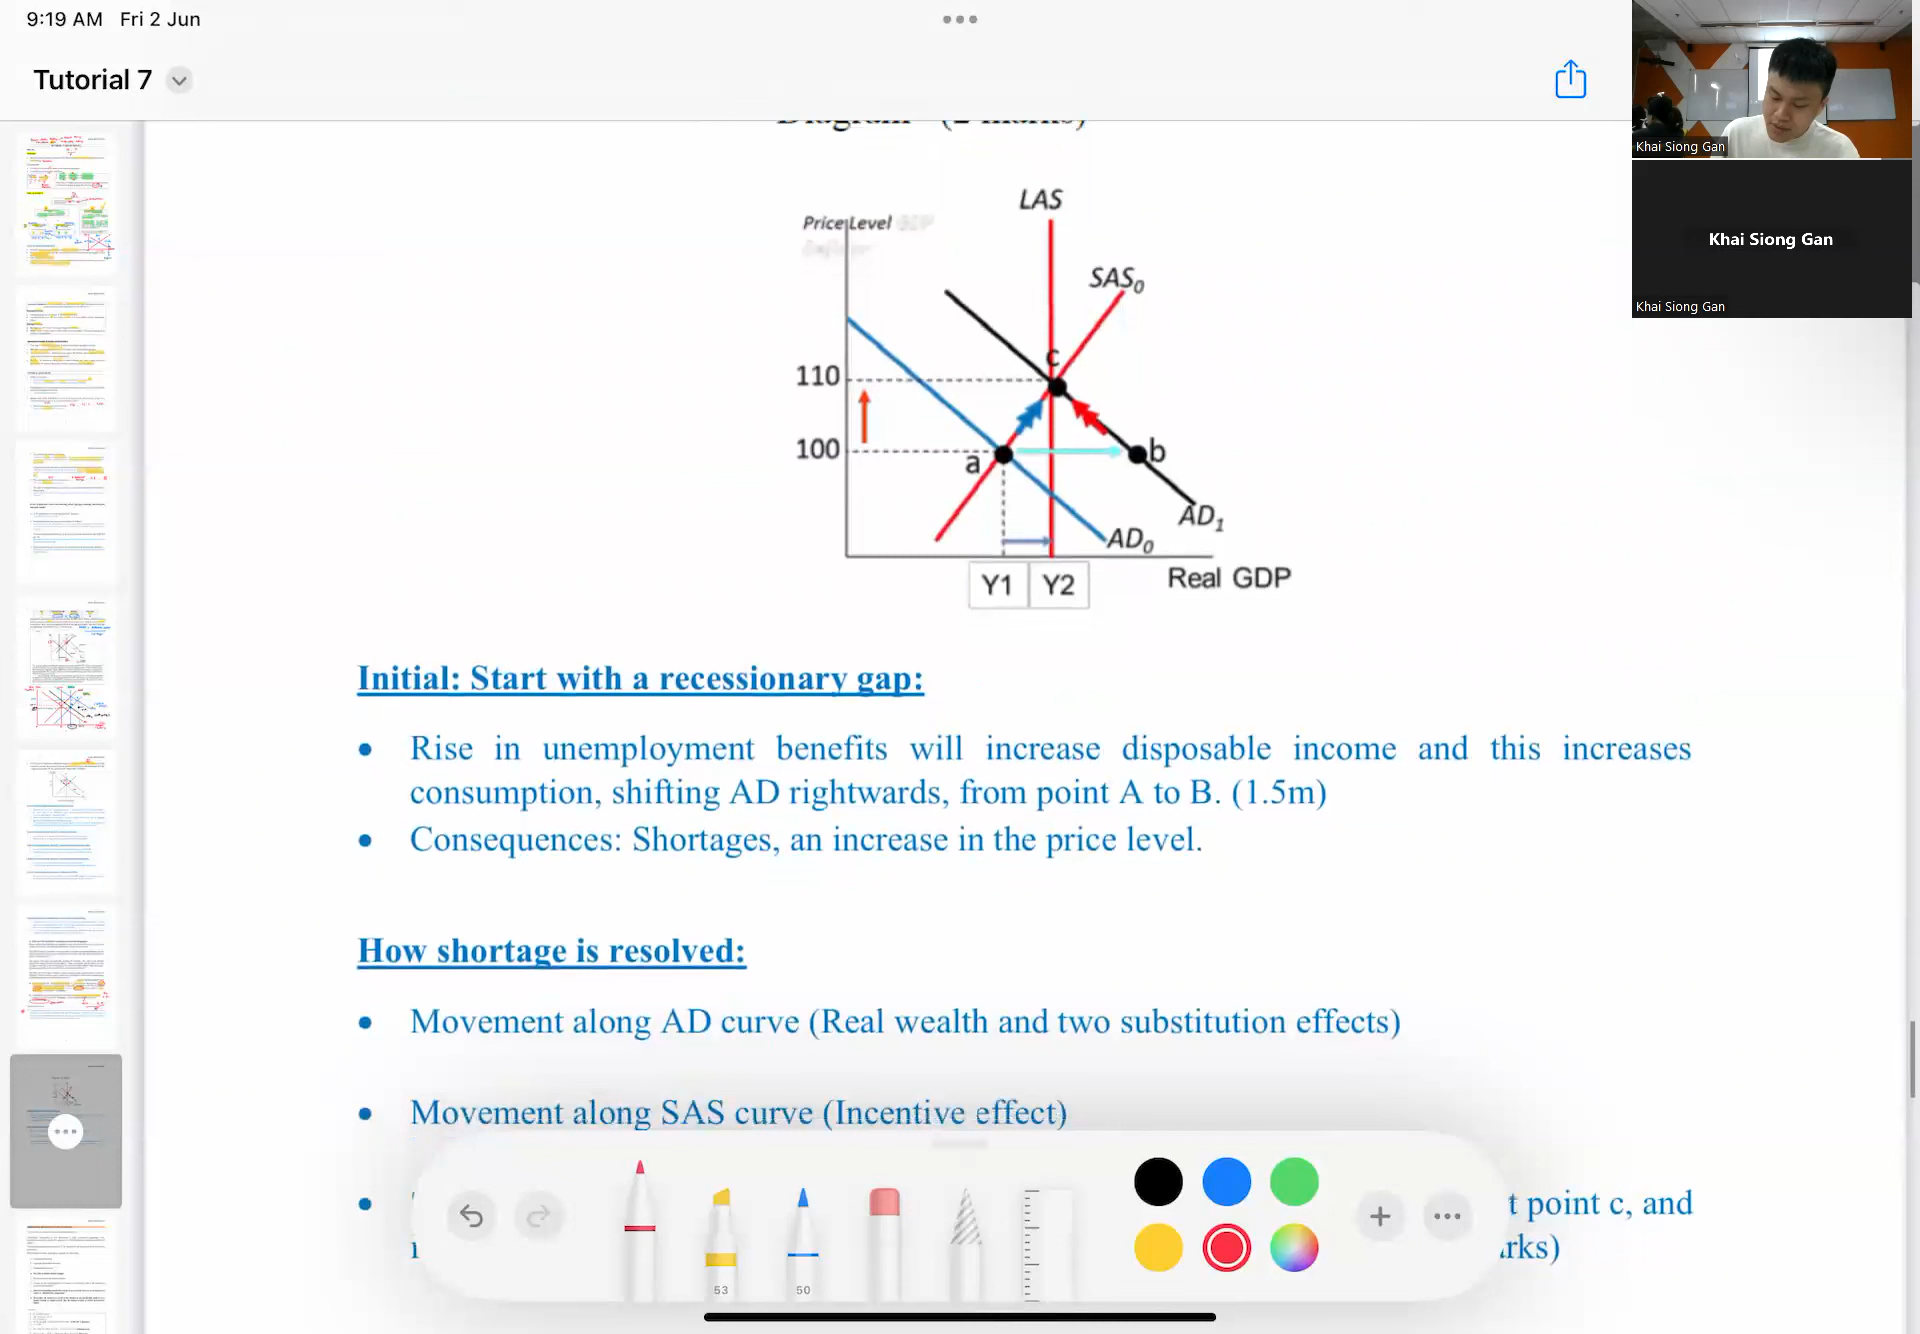 9:19 AM Fri 2 Jun
Tutorial 7
Khai Siong Gan
Khai Siong Gan
Khai Siong Gan
Diagram (2 marks)
LAS
Price Level
SAS0
c
110
100
a
b
AD1
AD0
Y1 Y2
Real GDP
Initial: Start with a recessionary gap:
• Rise in unemployment benefits will increase disposable income and this increases
consumption, shifting AD rightwards, from point A to B. (1.5m)
• Consequences: Shortages, an increase in the price level.
How shortage is resolved:
• Movement along AD curve (Real wealth and two substitution effects)
• Movement along SAS curve (Incentive effect)
point c, and
53
50